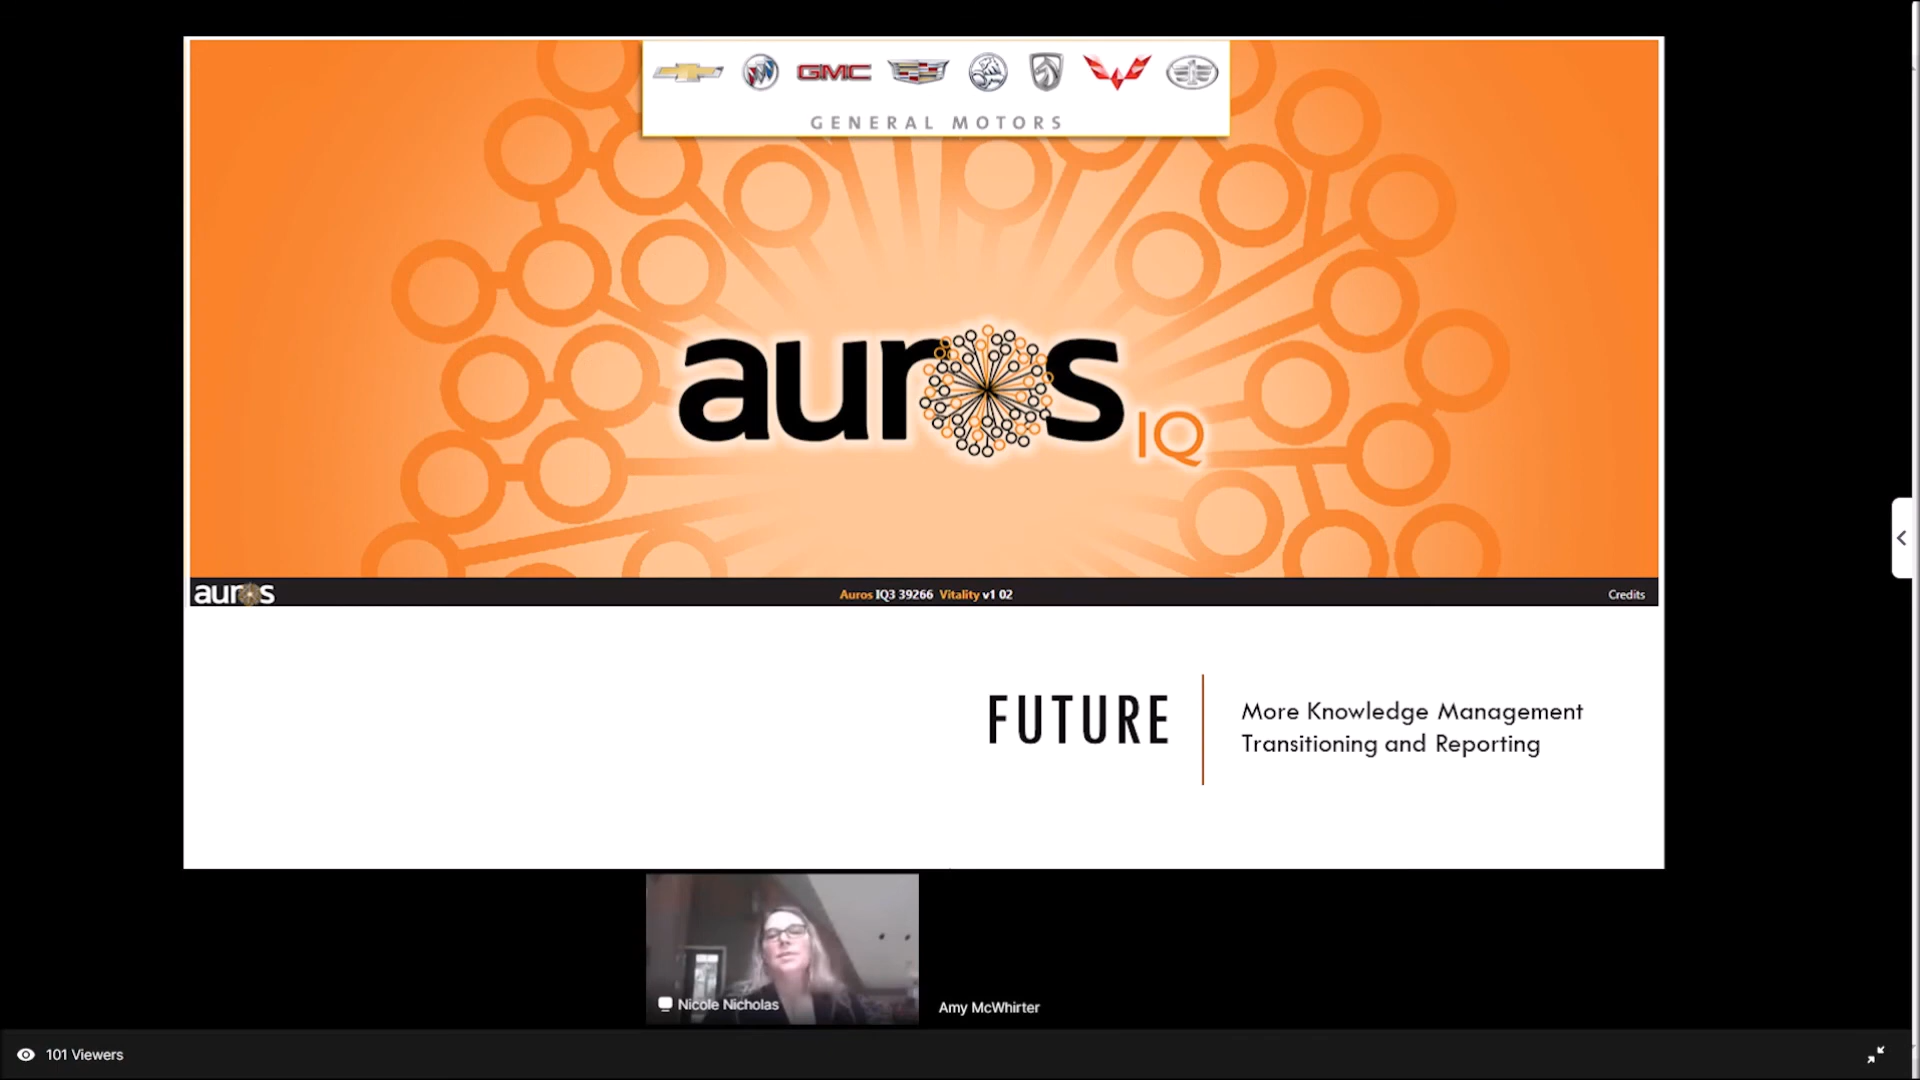 GMC
GENERAL MOTORS
auros IQ
auros
Auros IQ3 39266 Vitality v1 02
Credits
FUTURE
More Knowledge Management
Transitioning and Reporting
Nicole Nicholas
Amy McWhirter
101 Viewers